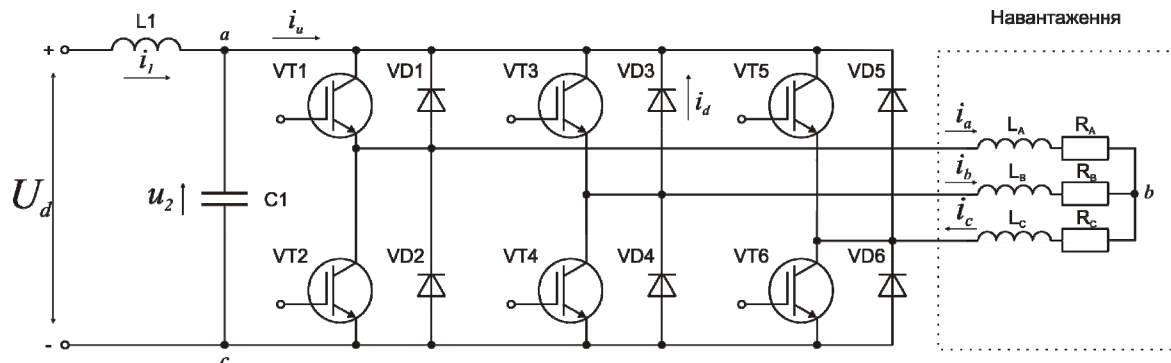 Навантаження
L1
a
i_u
+
i_1
VT1
VD1
VT3
VD3
VT5
VD5
i_d
i_a
L_A
R_A
U_d
u_2
C1
i_b
L_B
R_B
b
i_c
L_C
R_C
VT2
VD2
VT4
VD4
VT6
VD6
-
c